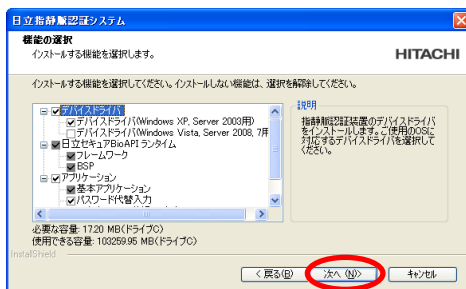 日立指静脈認証システム
機能の選択
インストールする機能を選択します。
HITACHI
インストールする機能を選択してください。インストールしない機能は、選択を解除してください。
デバイスドライバ
デバイスドライバ(Windows XP, Server 2003用)
デバイスドライバ(Windows Vista, Server 2008, 7用
日立セキュアBioAPI ランタイム
フレームワーク
BSP
アプリケーション
基本アプリケーション
パスワード代替入力
説明
指静脈認証装置のデバイスドライバをインストールします。ご使用のOSに対応するデバイスドライバを選択してください。
必要な容量: 17.20 MB(ドライブC)
使用できる容量: 103259.95 MB(ドライブC)
InstallShield
< 戻る(B)
次へ (N)>
キャンセル